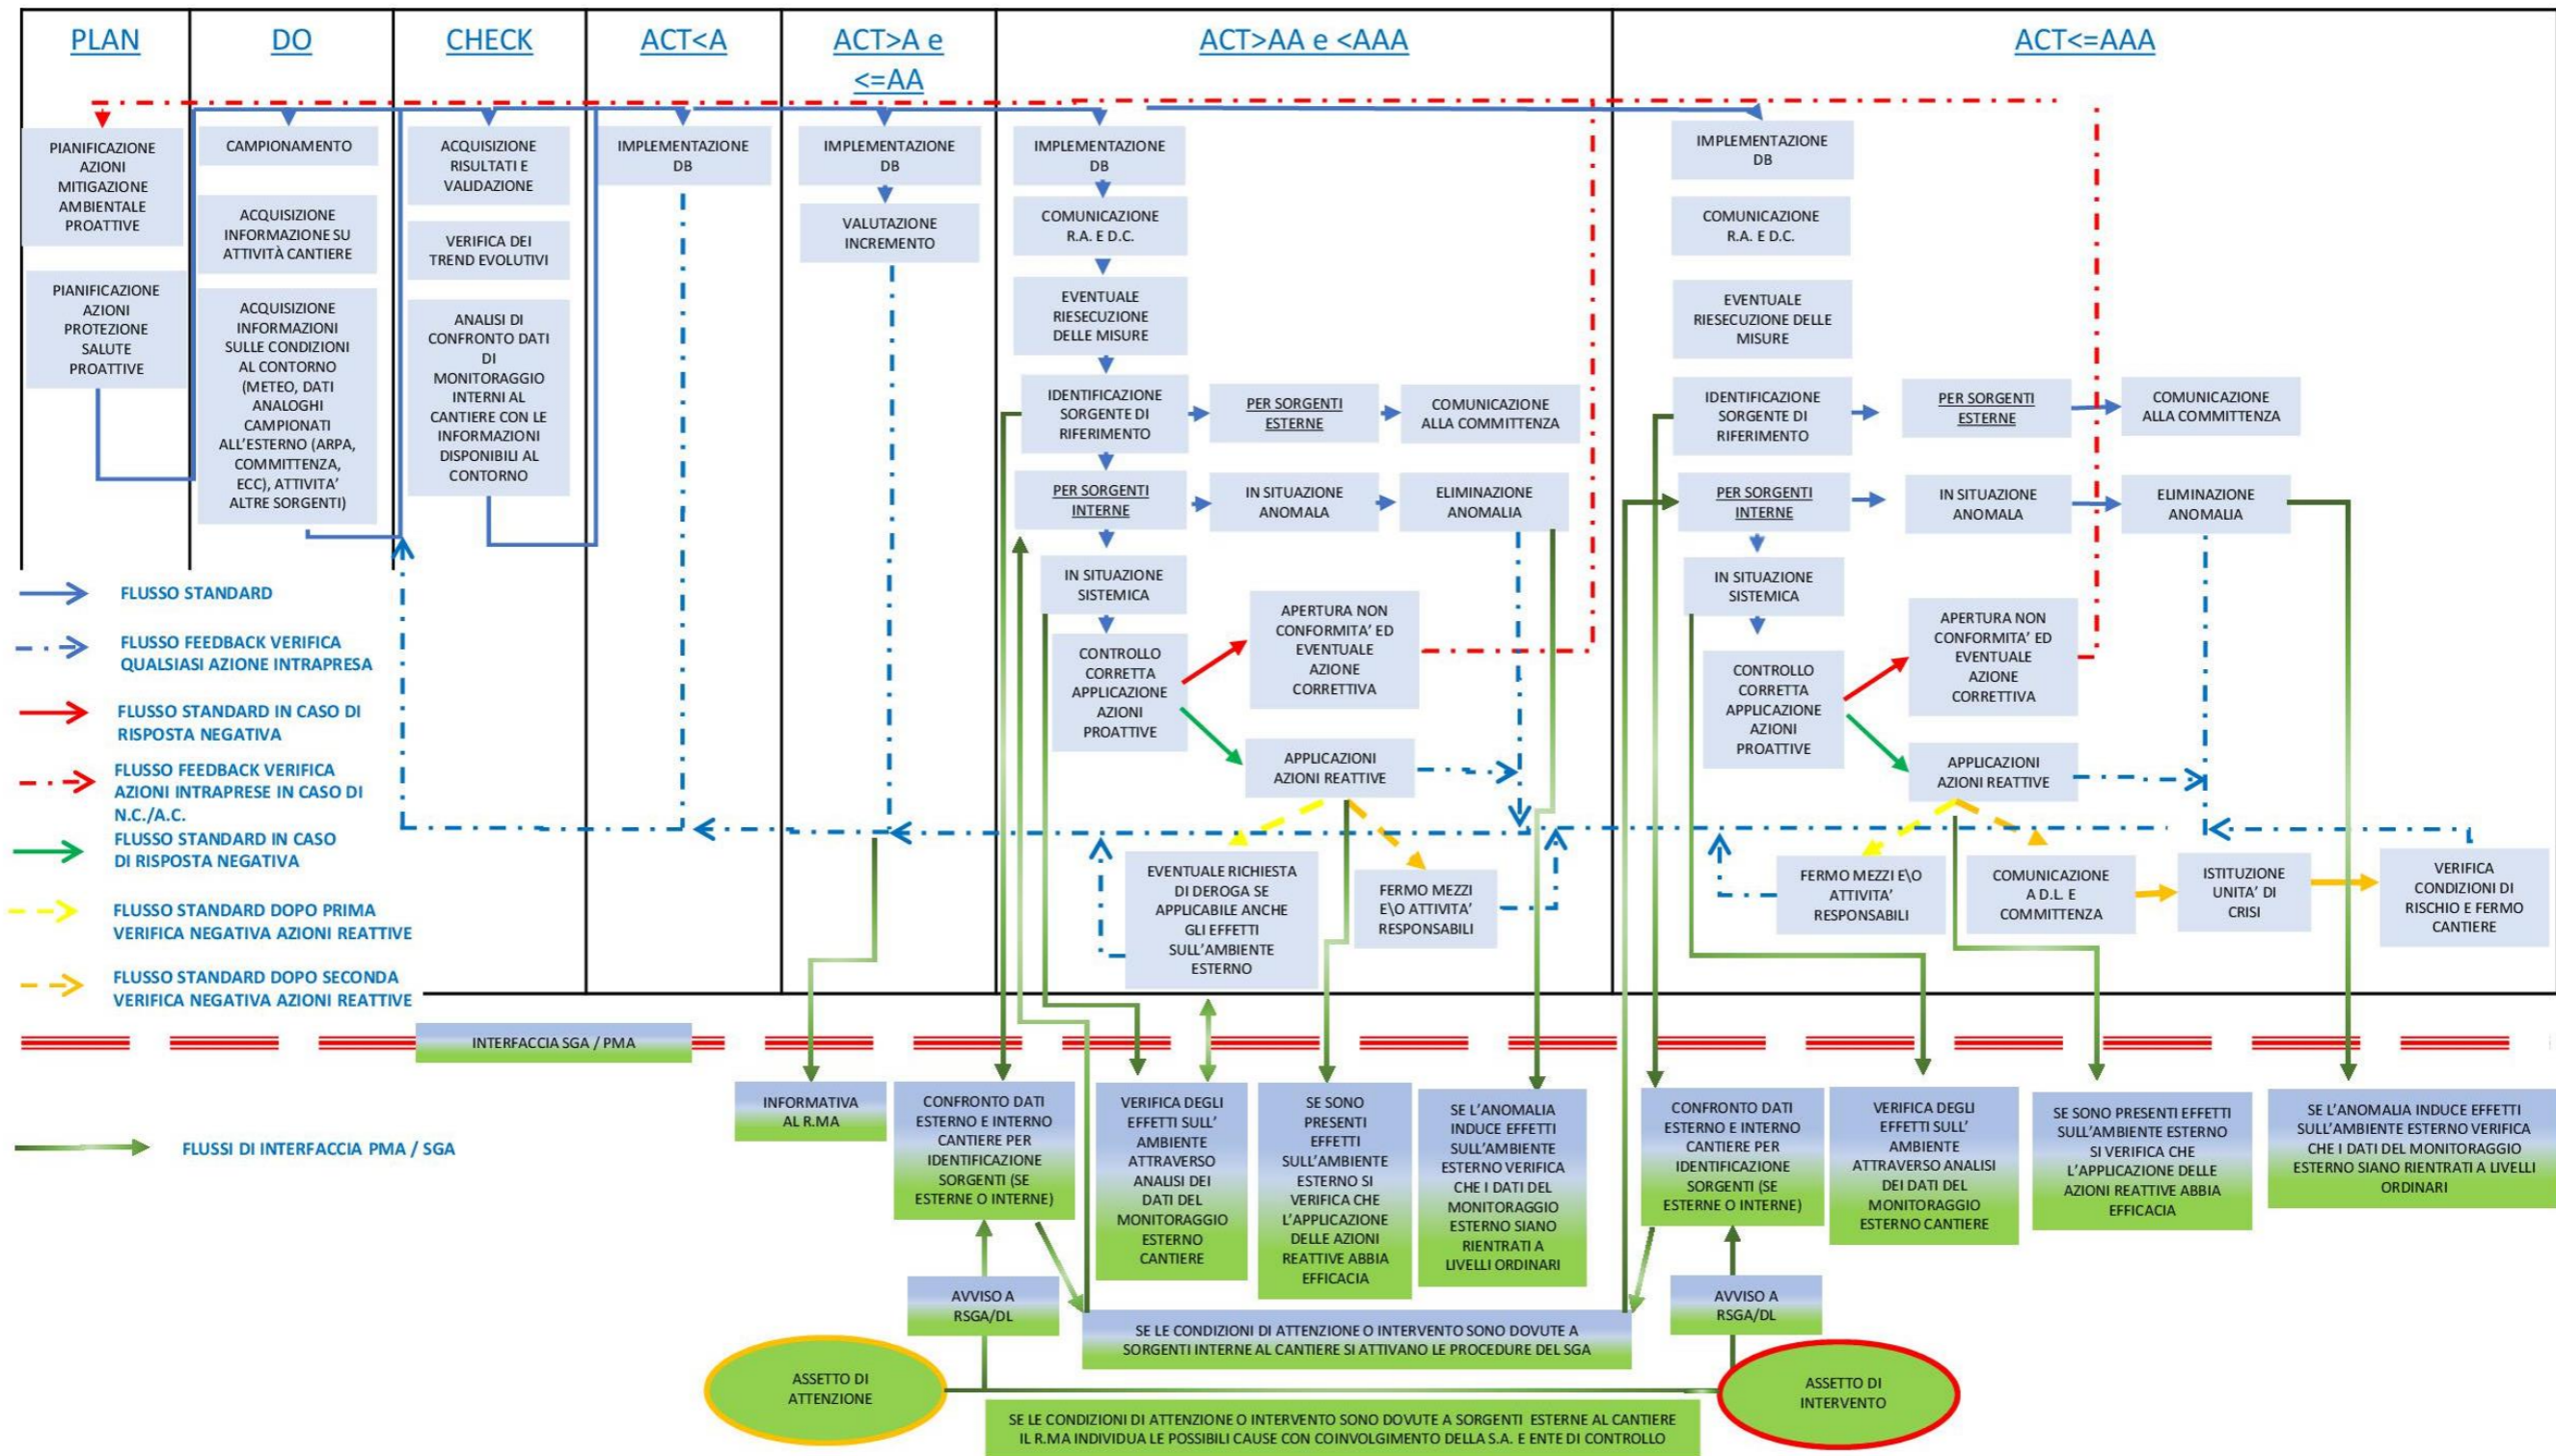 PLAN
DO
CHECK
ACT<A
ACT>A e
<=AA
ACT>AA e <AAA
ACT<=AAA
PIANIFICAZIONE
AZIONI
MITIGAZIONE
AMBIENTALE
PROATTIVE
PIANIFICAZIONE
AZIONI
PROTEZIONE
SALUTE
PROATTIVE
CAMPIONAMENTO
ACQUISIZIONE
INFORMAZIONE SU
ATTIVITÀ CANTIERE
ACQUISIZIONE
INFORMAZIONI
SULLE CONDIZIONI
AL CONTORNO
(METEO, DATI
ANALOGHI
CAMPIONATI
ALL'ESTERNO (ARPA,
COMMITTENZA,
ECC), ATTIVITA'
ALTRE SORGENTI)
ACQUISIZIONE
RISULTATI E
VALIDAZIONE
VERIFICA DEI
TREND EVOLUTIVI
ANALISI DI
CONFRONTO DATI
DI
MONITORAGGIO
INTERNI AL
CANTIERE CON LE
INFORMAZIONI
DISPONIBILI AL
CONTORNO
IMPLEMENTAZIONE
DB
IMPLEMENTAZIONE
DB
VALUTAZIONE
INCREMENTO
IMPLEMENTAZIONE
DB
COMUNICAZIONE
R.A. E D.C.
EVENTUALE
RIESECUZIONE
DELLE MISURE
IDENTIFICAZIONE
SORGENTE DI
RIFERIMENTO
PER SORGENTI
ESTERNE
COMUNICAZIONE
ALLA COMMITTENZA
PER SORGENTI
INTERNE
IN SITUAZIONE
ANOMALA
ELIMINAZIONE
ANOMALIA
IN SITUAZIONE
SISTEMICA
CONTROLLO
CORRETTA
APPLICAZIONE
AZIONI
PROATTIVE
APERTURA NON
CONFORMITA' ED
EVENTUALE
AZIONE
CORRETTIVA
APPLICAZIONI
AZIONI REATTIVE
EVENTUALE RICHIESTA
DI DEROGA SE
APPLICABILE ANCHE
GLI EFFETTI
SULL'AMBIENTE
ESTERNO
FERMO MEZZI
E\O ATTIVITA'
RESPONSABILI
IMPLEMENTAZIONE
DB
COMUNICAZIONE
R.A. E D.C.
EVENTUALE
RIESECUZIONE DELLE
MISURE
IDENTIFICAZIONE
SORGENTE DI
RIFERIMENTO
PER SORGENTI
ESTERNE
COMUNICAZIONE
ALLA COMMITTENZA
PER SORGENTI
INTERNE
IN SITUAZIONE
ANOMALA
ELIMINAZIONE
ANOMALIA
IN SITUAZIONE
SISTEMICA
CONTROLLO
CORRETTA
APPLICAZIONE
AZIONI
PROATTIVE
APERTURA NON
CONFORMITA' ED
EVENTUALE
AZIONE
CORRETTIVA
APPLICAZIONI
AZIONI REATTIVE
FERMO MEZZI E\O
ATTIVITA'
RESPONSABILI
COMUNICAZIONE
A D.L. E
COMMITTENZA
ISTITUZIONE
UNITA' DI
CRISI
VERIFICA
CONDIZIONI DI
RISCHIO E FERMO
CANTIERE
FLUSSO STANDARD
FLUSSO FEEDBACK VERIFICA
QUALSIASI AZIONE INTRAPRESA
FLUSSO STANDARD IN CASO DI
RISPOSTA NEGATIVA
FLUSSO FEEDBACK VERIFICA
AZIONI INTRAPRESE IN CASO DI
N.C./A.C.
FLUSSO STANDARD IN CASO
DI RISPOSTA NEGATIVA
FLUSSO STANDARD DOPO PRIMA
VERIFICA NEGATIVA AZIONI REATTIVE
FLUSSO STANDARD DOPO SECONDA
VERIFICA NEGATIVA AZIONI REATTIVE
INTERFACCIA SGA / PMA
FLUSSI DI INTERFACCIA PMA / SGA
INFORMATIVA
AL R.MA
CONFRONTO DATI
ESTERNO E INTERNO
CANTIERE PER
IDENTIFICAZIONE
SORGENTI (SE
ESTERNE O INTERNE)
VERIFICA DEGLI
EFFETTI SULL'
AMBIENTE
ATTRAVERSO
ANALISI DEI
DATI DEL
MONITORAGGIO
ESTERNO
CANTIERE
SE SONO
PRESENTI
EFFETTI
SULL'AMBIENTE
ESTERNO SI
VERIFICA CHE
L'APPLICAZIONE
DELLE AZIONI
REATTIVE ABBIA
EFFICACIA
SE L'ANOMALIA
INDUCE EFFETTI
SULL'AMBIENTE
ESTERNO VERIFICA
CHE I DATI DEL
MONITORAGGIO
ESTERNO SIANO
RIENTRATI A
LIVELLI ORDINARI
CONFRONTO DATI
ESTERNO E INTERNO
CANTIERE PER
IDENTIFICAZIONE
SORGENTI (SE
ESTERNE O INTERNE)
VERIFICA DEGLI
EFFETTI SULL'
AMBIENTE
ATTRAVERSO ANALISI
DEI DATI DEL
MONITORAGGIO
ESTERNO CANTIERE
SE SONO PRESENTI EFFETTI
SULL'AMBIENTE ESTERNO
SI VERIFICA CHE
L'APPLICAZIONE DELLE
AZIONI REATTIVE ABBIA
EFFICACIA
SE L'ANOMALIA INDUCE EFFETTI
SULL'AMBIENTE ESTERNO VERIFICA
CHE I DATI DEL MONITORAGGIO
ESTERNO SIANO RIENTRATI A LIVELLI
ORDINARI
AVVISO A
RSGA/DL
SE LE CONDIZIONI DI ATTENZIONE O INTERVENTO SONO DOVUTE A
SORGENTI INTERNE AL CANTIERE SI ATTIVANO LE PROCEDURE DEL SGA
AVVISO A
RSGA/DL
ASSETTO DI
ATTENZIONE
ASSETTO DI
INTERVENTO
SE LE CONDIZIONI DI ATTENZIONE O INTERVENTO SONO DOVUTE A SORGENTI ESTERNE AL CANTIERE
IL R.MA INDIVIDUA LE POSSIBILI CAUSE CON COINVOLGIMENTO DELLA S.A. E ENTE DI CONTROLLO